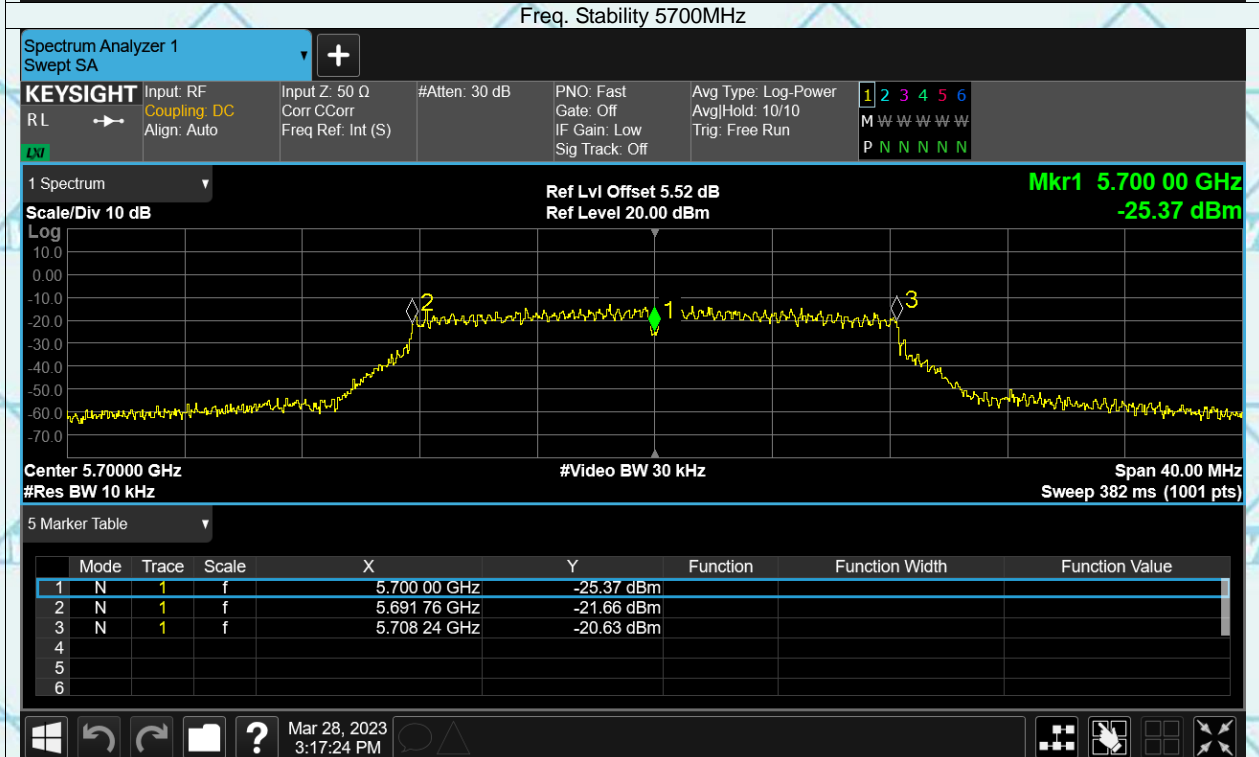 Freq. Stability 5700MHz
Spectrum Analyzer 1
Swept SA
+
KEYSIGHT Input: RF Input Z: 50 Ω #Atten: 30 dB PNO: Fast Avg Type: Log-Power 1 2 3 4 5 6
RL Coupling: DC Corr CCorr Gate: Off Avg|Hold: 10/10 M W W W W W
Align: Auto Freq Ref: Int (S) IF Gain: Low Trig: Free Run
LXI Sig Track: Off P N N N N N
1 Spectrum Ref Lvl Offset 5.52 dB Mkr1 5.700 00 GHz
Scale/Div 10 dB Ref Level 20.00 dBm -25.37 dBm
Log
10.0
0.00
-10.0
-20.0
-30.0
-40.0
-50.0
-60.0
-70.0
2 1 3
Center 5.70000 GHz #Video BW 30 kHz Span 40.00 MHz
#Res BW 10 kHz Sweep 382 ms (1001 pts)
5 Marker Table
Mode Trace Scale X Y Function Function Width Function Value
1 N 1 f 5.700 00 GHz -25.37 dBm
2 N 1 f 5.691 76 GHz -21.66 dBm
3 N 1 f 5.708 24 GHz -20.63 dBm
4
5
6
? Mar 28, 2023
3:17:24 PM